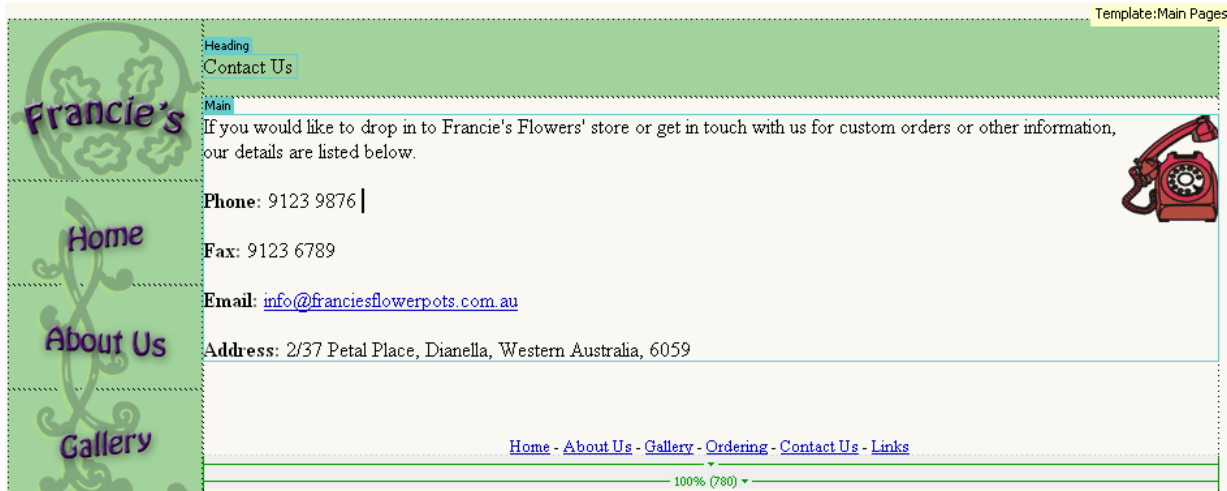 Template:Main Pages
Heading
Contact Us
Francie's
Main
If you would like to drop in to Francie's Flowers' store or get in touch with us for custom orders or other information,
our details are listed below.
Phone: 9123 9876
Home
Fax: 9123 6789
Email: info@franciesflowerpots.com.au
About Us
Address: 2/37 Petal Place, Dianella, Western Australia, 6059
Gallery
Home - About Us - Gallery - Ordering - Contact Us - Links
100% (780)